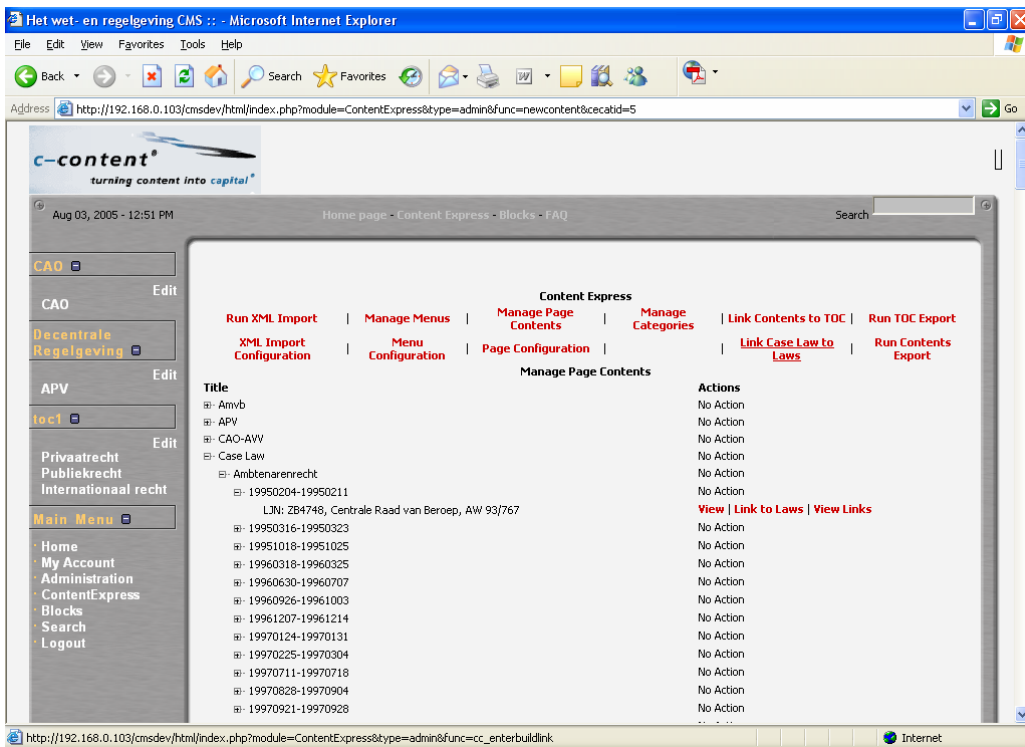 Het wet- en regelgeving CMS :: - Microsoft Internet Explorer
File Edit View Favorites Tools Help
Back Search Favorites
Address http://192.168.0.103/cmsdev/html/index.php?module=ContentExpress&type=admin&func=newcontent&cecatid=5 Go
c-content®
turning content into capital®
Aug 03, 2005 - 12:51 PM Home page - Content Express - Blocks - FAQ Search
CAO
Edit
CAO
Decentrale
Regelgeving
Edit
APV
toc1
Edit
Privaatrecht
Publiekrecht
Internationaal recht
Main Menu
Home
My Account
Administration
ContentExpress
Blocks
Search
Logout
Content Express
Run XML Import | Manage Menus | Manage Page Contents | Manage Categories | Link Contents to TOC | Run TOC Export
XML Import Configuration | Menu Configuration | Page Configuration | | Link Case Law to Laws | Run Contents Export
Manage Page Contents
Title Actions
Amvb No Action
APV No Action
CAO-AVV No Action
Case Law No Action
Ambtenarenrecht No Action
19950204-19950211 No Action
LJN: ZB4748, Centrale Raad van Beroep, AW 93/767 View | Link to Laws | View Links
19950316-19950323 No Action
19951018-19951025 No Action
19960318-19960325 No Action
19960630-19960707 No Action
19960926-19961003 No Action
19961207-19961214 No Action
19970124-19970131 No Action
19970225-19970304 No Action
19970711-19970718 No Action
19970828-19970904 No Action
19970921-19970928 No Action
http://192.168.0.103/cmsdev/html/index.php?module=ContentExpress&type=admin&func=cc_enterbuildlink Internet